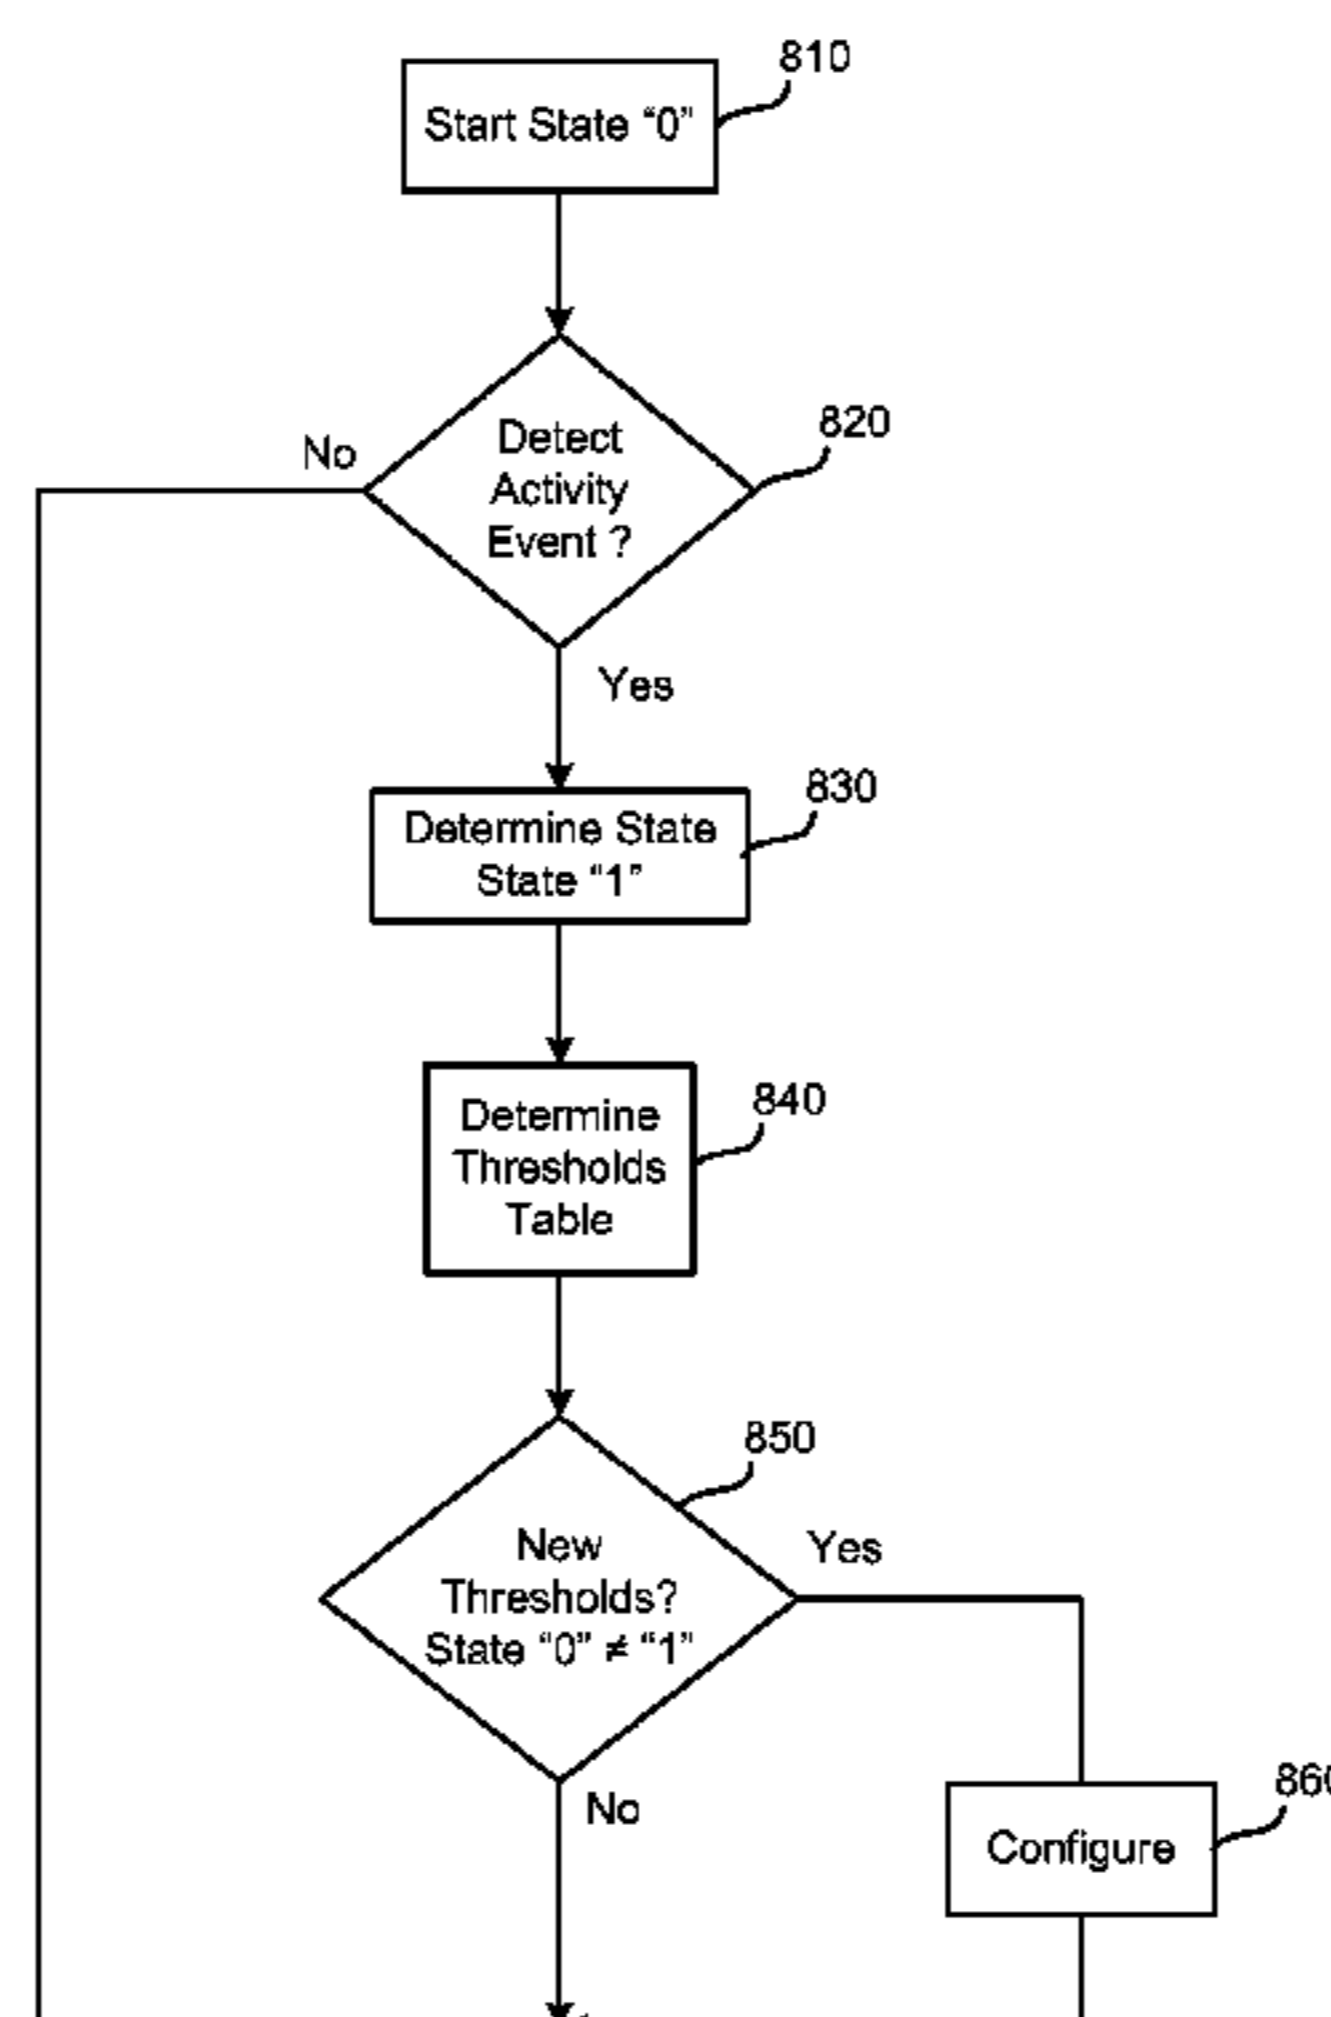 810
Start State “0”
820
No
Detect
Activity
Event ?
Yes
830
Determine State
State “1”
840
Determine
Thresholds
Table
850
New
Thresholds?
State “0” ≠ “1”
Yes
No
860
Configure